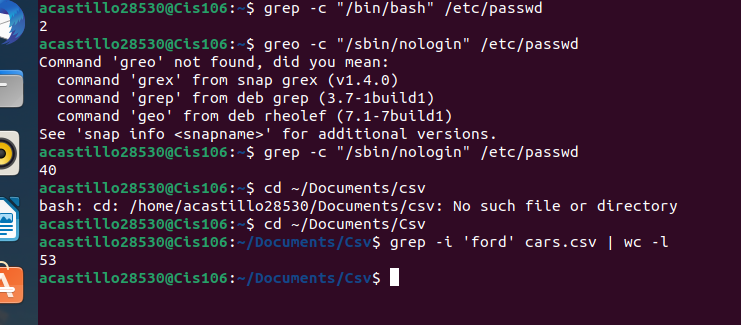 acastillo28530@Cis106:~$ grep -c "/bin/bash" /etc/passwd
2
acastillo28530@Cis106:~$ greo -c "/sbin/nologin" /etc/passwd
Command 'greo' not found, did you mean:
  command 'grex' from snap grex (v1.4.0)
  command 'grep' from deb grep (3.7-1build1)
  command 'geo' from deb rheolef (7.1-7build1)
See 'snap info <snapname>' for additional versions.
acastillo28530@Cis106:~$ grep -c "/sbin/nologin" /etc/passwd
40
acastillo28530@Cis106:~$ cd ~/Documents/csv
bash: cd: /home/acastillo28530/Documents/csv: No such file or directory
acastillo28530@Cis106:~$ cd ~/Documents/Csv
acastillo28530@Cis106:~/Documents/Csv$ grep -i 'ford' cars.csv | wc -l
53
acastillo28530@Cis106:~/Documents/Csv$